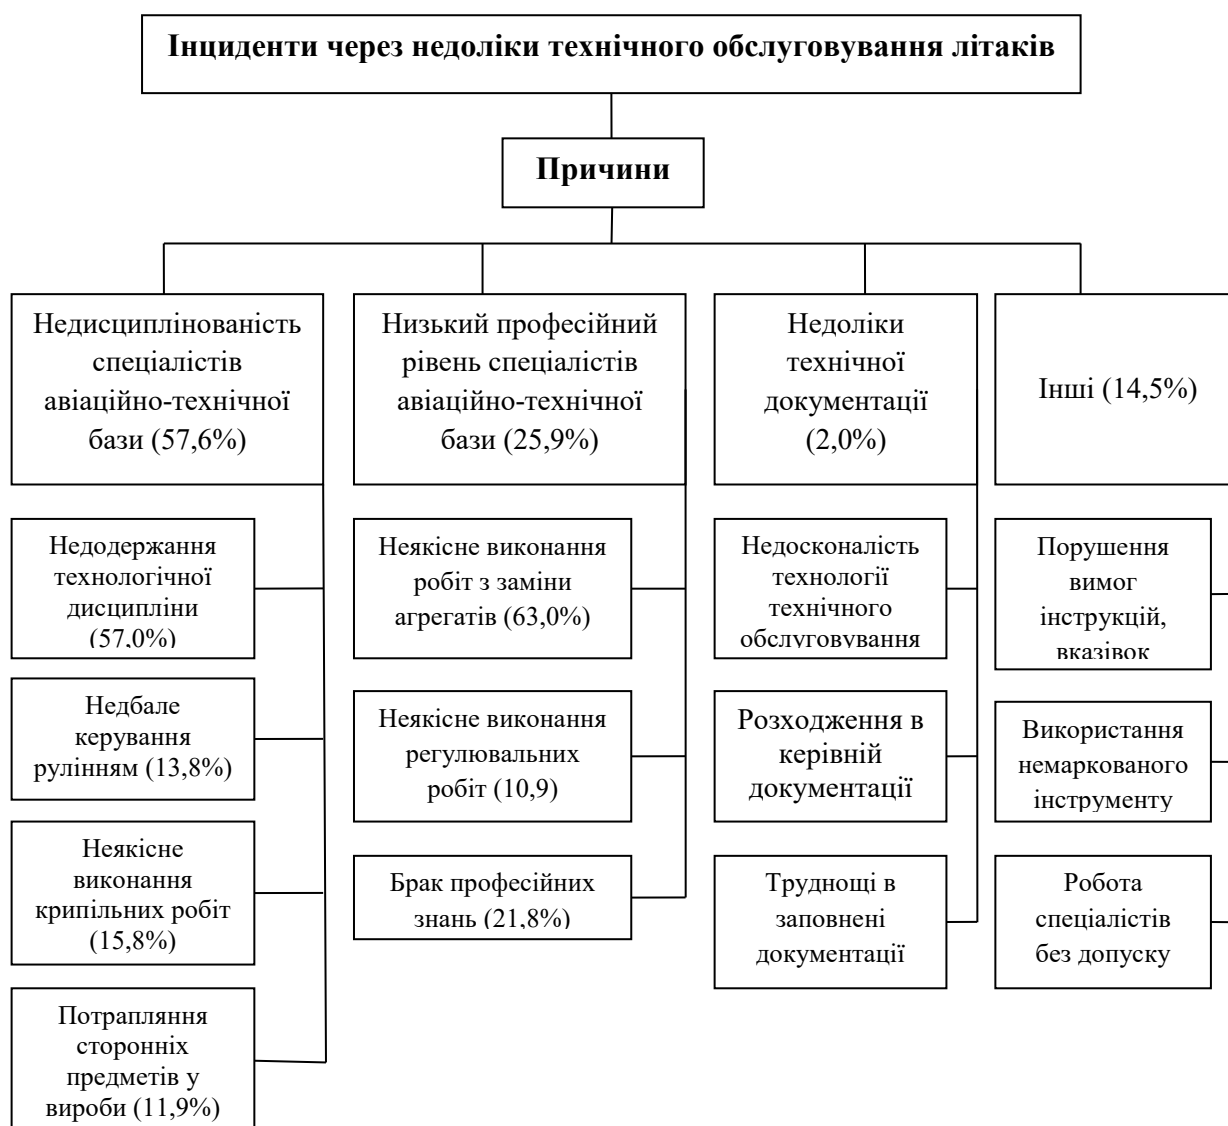 Інциденти через недоліки технічного обслуговування літаків
Причини
Недисциплінованість
спеціалістів
авіаційно-технічної
бази (57,6%)
Низький професійний
рівень спеціалістів
авіаційно-технічної
бази (25,9%)
Недоліки
технічної
документації
(2,0%)
Інші (14,5%)
Недодержання
технологічної
дисципліни
(57,0%)
Недбале
керування
рулінням (13,8%)
Неякісне
виконання
крипільних робіт
(15,8%)
Потрапляння
сторонніх
предметів у
вироби (11,9%)
Неякісне виконання
робіт з заміни
агрегатів (63,0%)
Неякісне виконання
регулювальних
робіт (10,9)
Брак професійних
знань (21,8%)
Недосконалість
технології
технічного
обслуговування
Розходження в
керівній
документації
Труднощі в
заповнені
документації
Порушення
вимог
інструкцій,
вказівок
Використання
немаркованого
інструменту
Робота
спеціалістів
без допуску